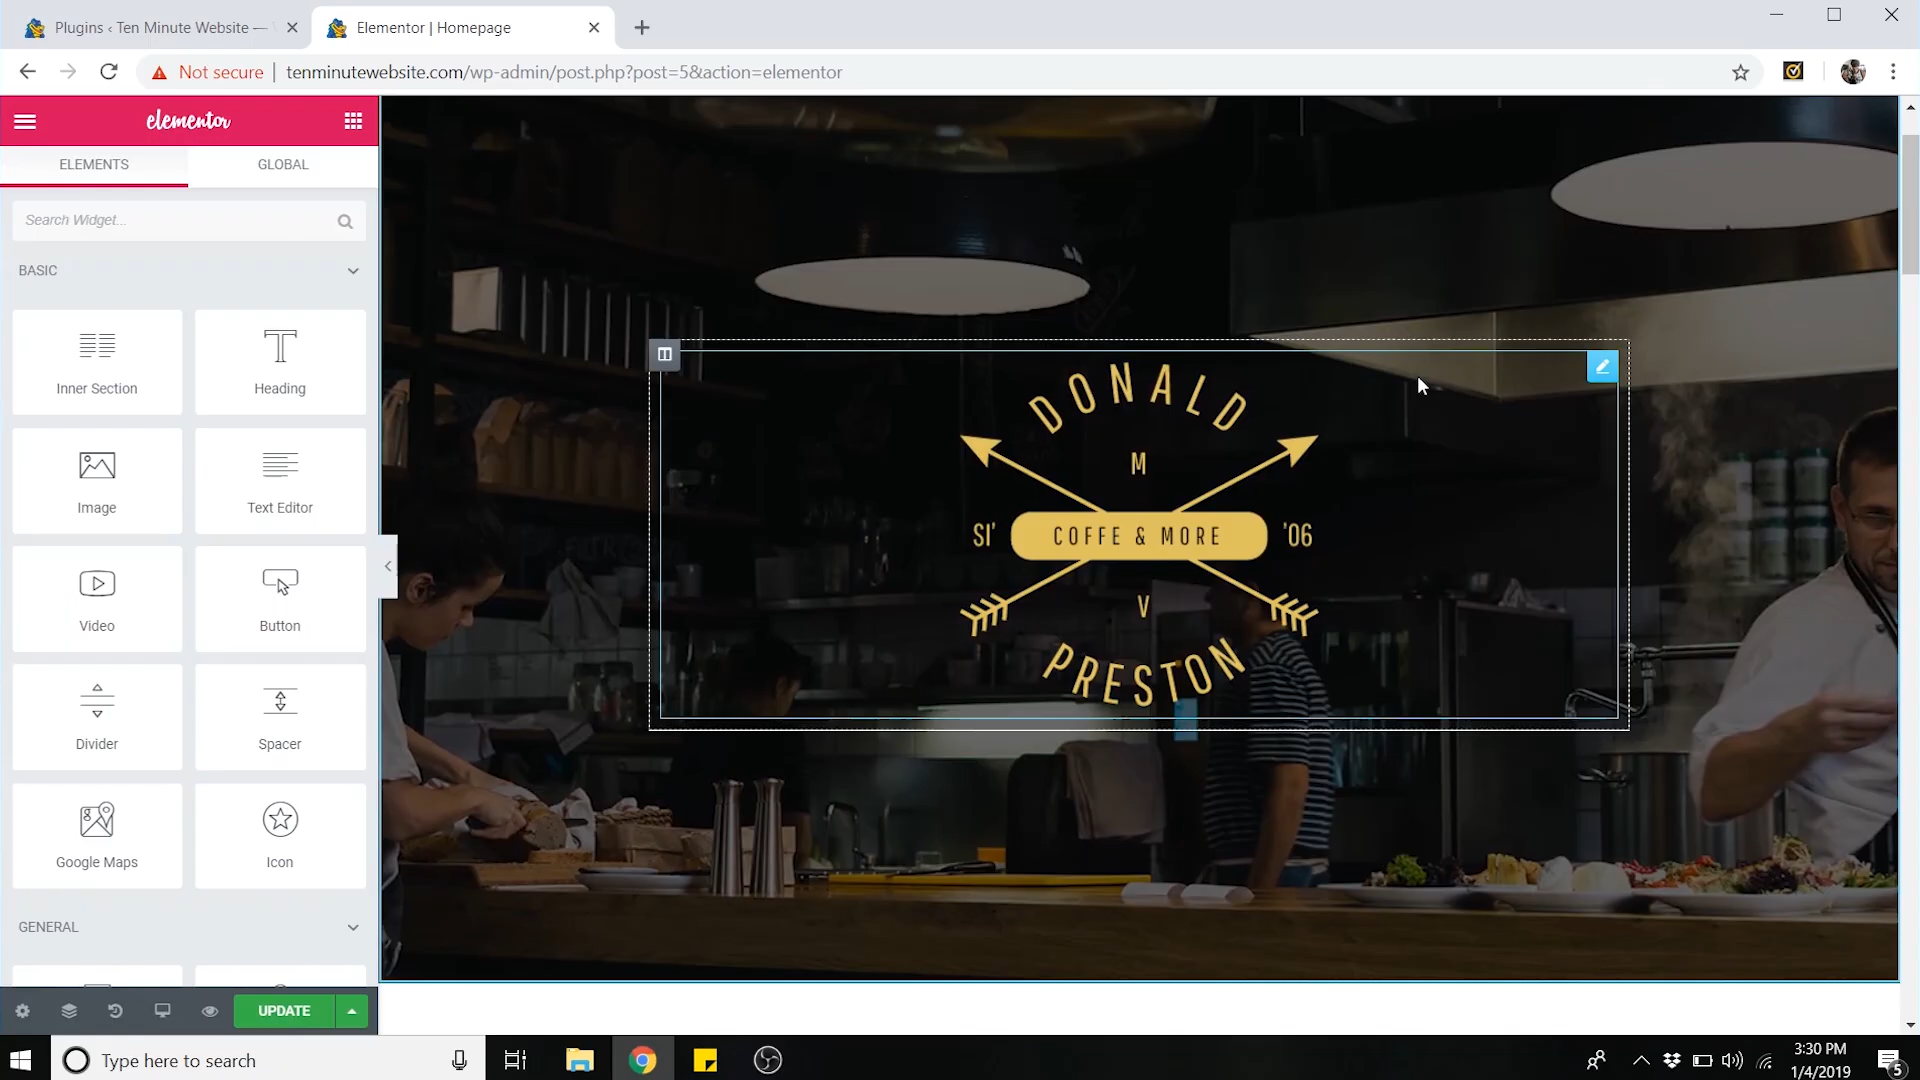 Plugins ‹ Ten Minute Website —
Elementor | Homepage
Not secure
tenminutewebsite.com/wp-admin/post.php?post=5&action=elementor
elementor
ELEMENTS
GLOBAL
Search Widget...
BASIC
Inner Section
Heading
Image
Text Editor
Video
Button
Divider
Spacer
Google Maps
Icon
GENERAL
UPDATE
DONALD
M
SI' COFFE & MORE '06
V
PRESTON
Type here to search
3:30 PM
1/4/2019
5